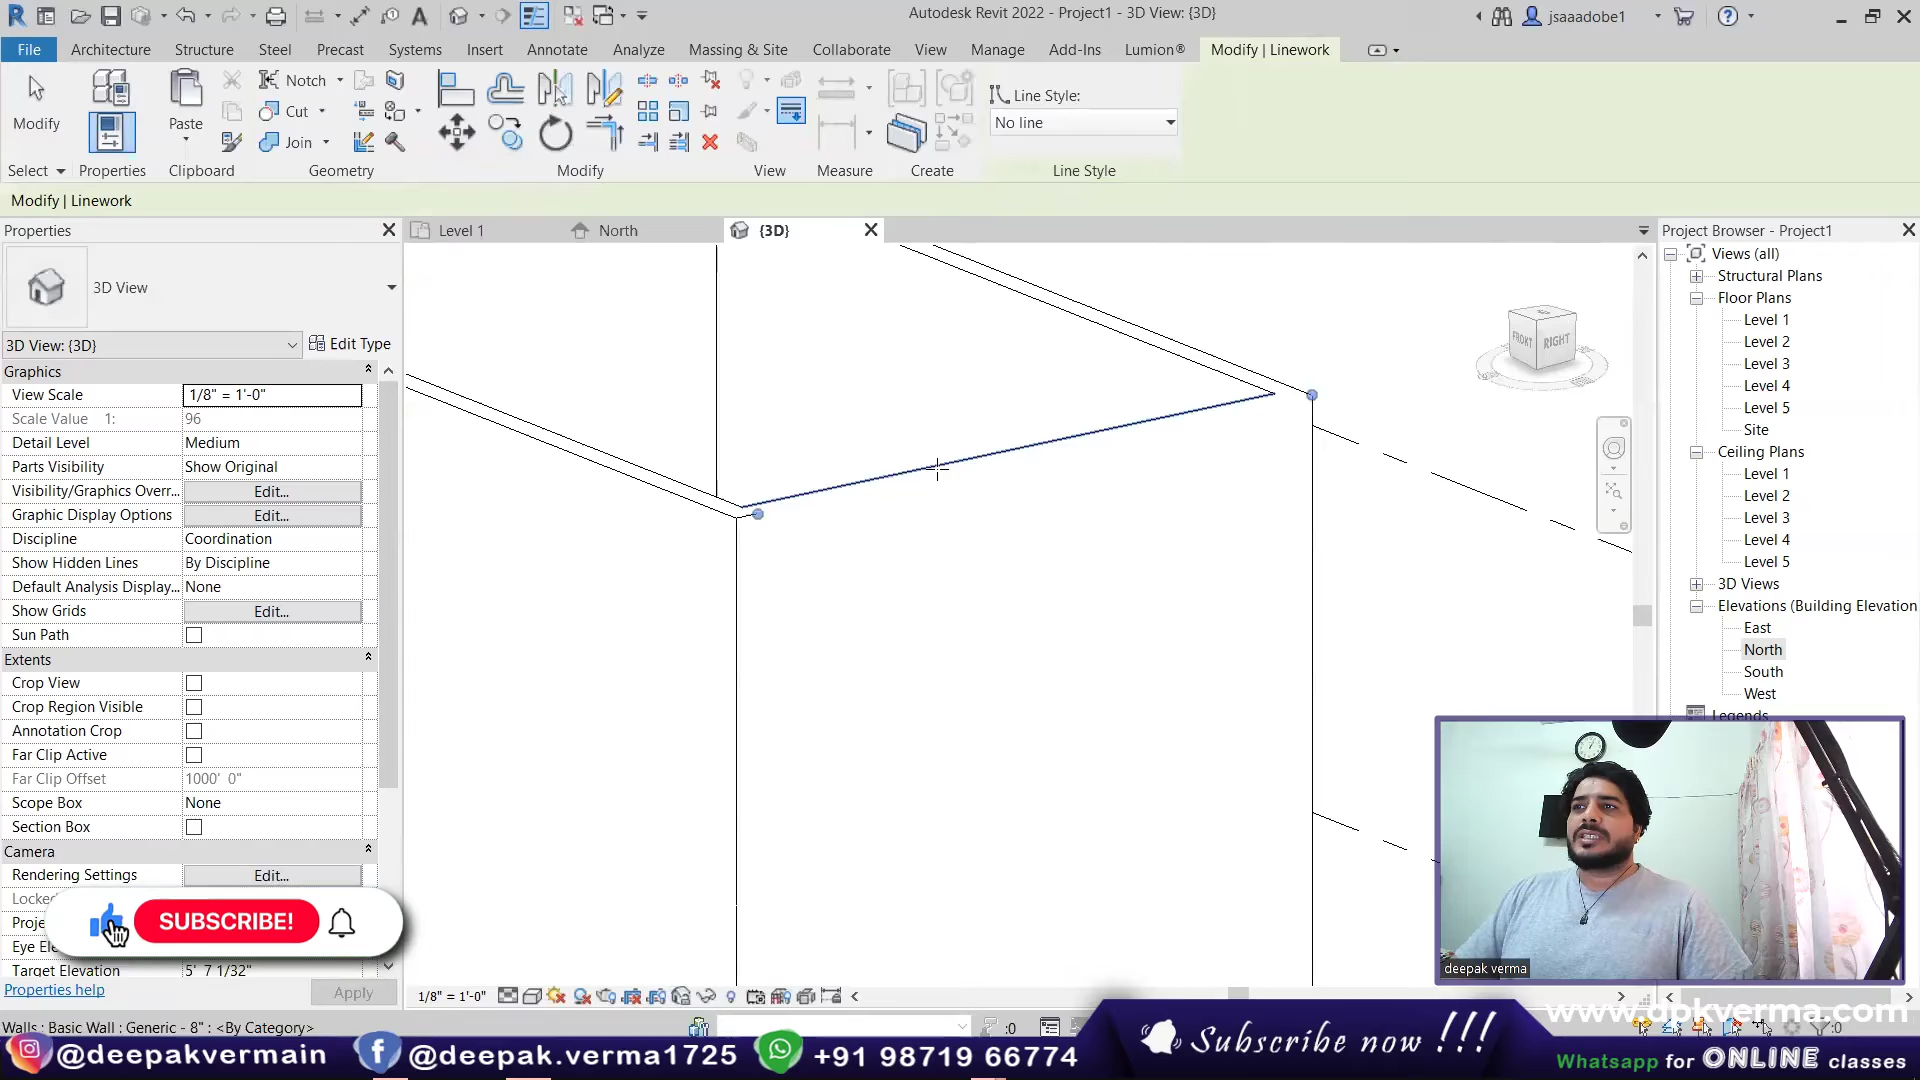 Autodesk Revit 2022 - Project1 - 3D View: {3D}
jsaaadobe1
File
Architecture
Structure
Steel
Precast
Systems
Insert
Annotate
Analyze
Massing & Site
Collaborate
View
Manage
Add-Ins
Lumion®
Modify | Linework
Modify
Paste
Notch
Cut
Join
Line Style:
No line
Select
Properties
Clipboard
Geometry
Modify
View
Measure
Create
Line Style
Modify | Linework
Properties
3D View
3D View: {3D}
Edit Type
Graphics
View Scale 1/8" = 1'-0"
Scale Value 1: 96
Detail Level Medium
Parts Visibility Show Original
Visibility/Graphics Overr... Edit...
Graphic Display Options Edit...
Discipline Coordination
Show Hidden Lines By Discipline
Default Analysis Display... None
Show Grids Edit...
Sun Path
Extents
Crop View
Crop Region Visible
Annotation Crop
Far Clip Active
Far Clip Offset 1000' 0"
Scope Box None
Section Box
Camera
Rendering Settings Edit...
Locke
Proje
Eye Ele
Target Elevation 5' 7 1/32"
Properties help
Apply
SUBSCRIBE!
Level 1
North
{3D}
FRONT
RIGHT
1/8" = 1'-0"
Project Browser - Project1
Views (all)
Structural Plans
Floor Plans
Level 1
Level 2
Level 3
Level 4
Level 5
Site
Ceiling Plans
Level 1
Level 2
Level 3
Level 4
Level 5
3D Views
Elevations (Building Elevation
East
North
South
West
Legends
deepak verma
www.dpkverma.com
Walls : Basic Wall : Generic - 8" : <By Category>
:0
:0
@deepakvermain
@deepak.verma1725
+91 98719 66774
Subscribe now !!!
Whatsapp for ONLINE classes